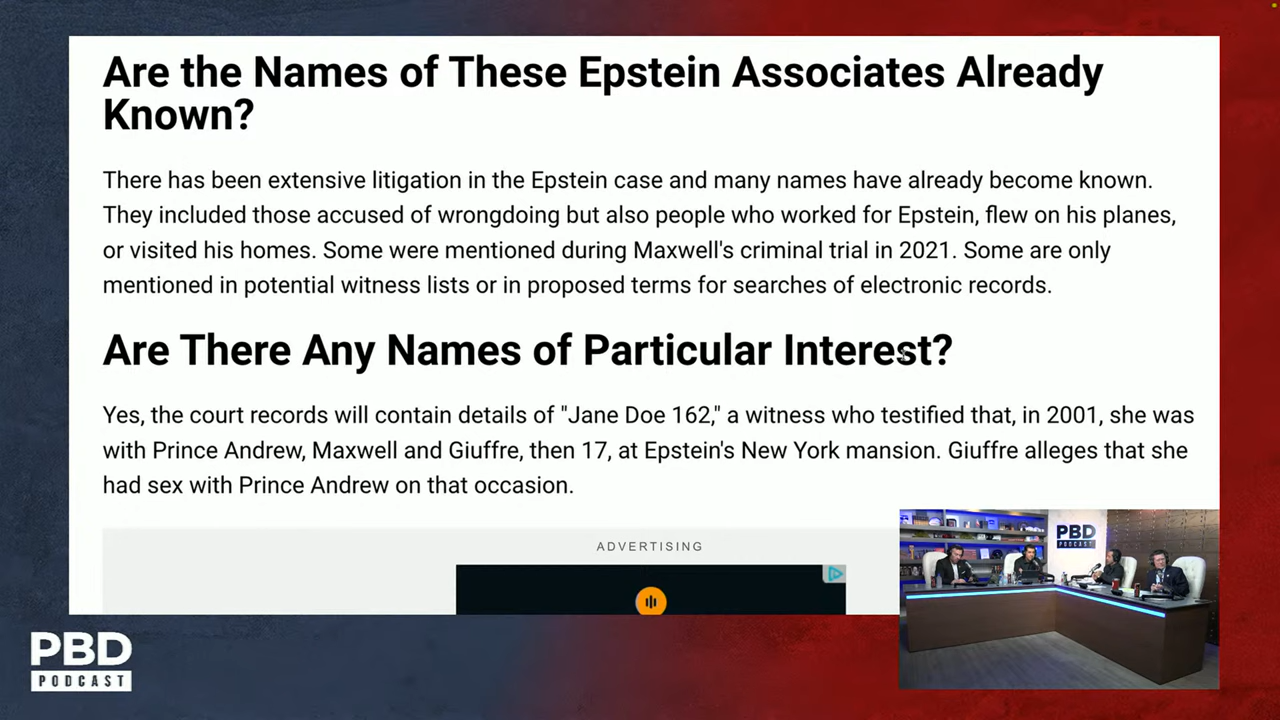 Are the Names of These Epstein Associates Already
Known?
There has been extensive litigation in the Epstein case and many names have already become known.
They included those accused of wrongdoing but also people who worked for Epstein, flew on his planes,
or visited his homes. Some were mentioned during Maxwell's criminal trial in 2021. Some are only
mentioned in potential witness lists or in proposed terms for searches of electronic records.
Are There Any Names of Particular Interest?
Yes, the court records will contain details of "Jane Doe 162," a witness who testified that, in 2001, she was
with Prince Andrew, Maxwell and Giuffre, then 17, at Epstein's New York mansion. Giuffre alleges that she
had sex with Prince Andrew on that occasion.
ADVERTISING
PBD
PODCAST
PBD
PODCAST